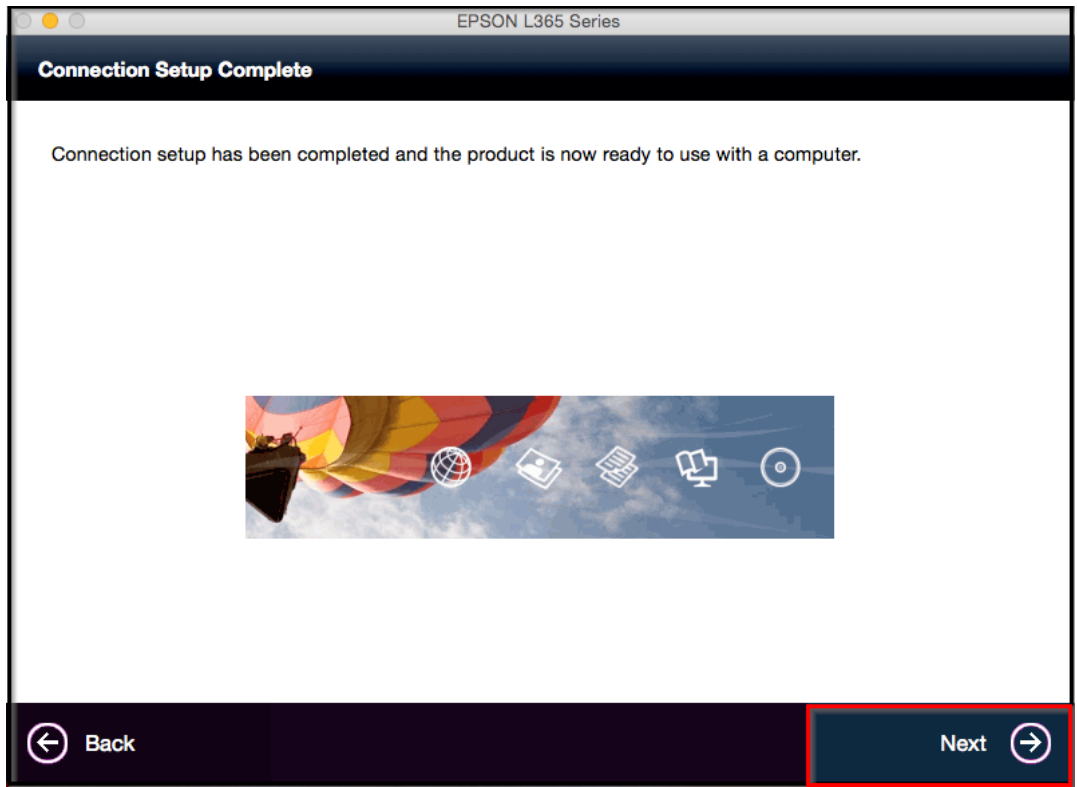 EPSON L365 Series
Connection Setup Complete
Connection setup has been completed and the product is now ready to use with a computer.
Back
Next